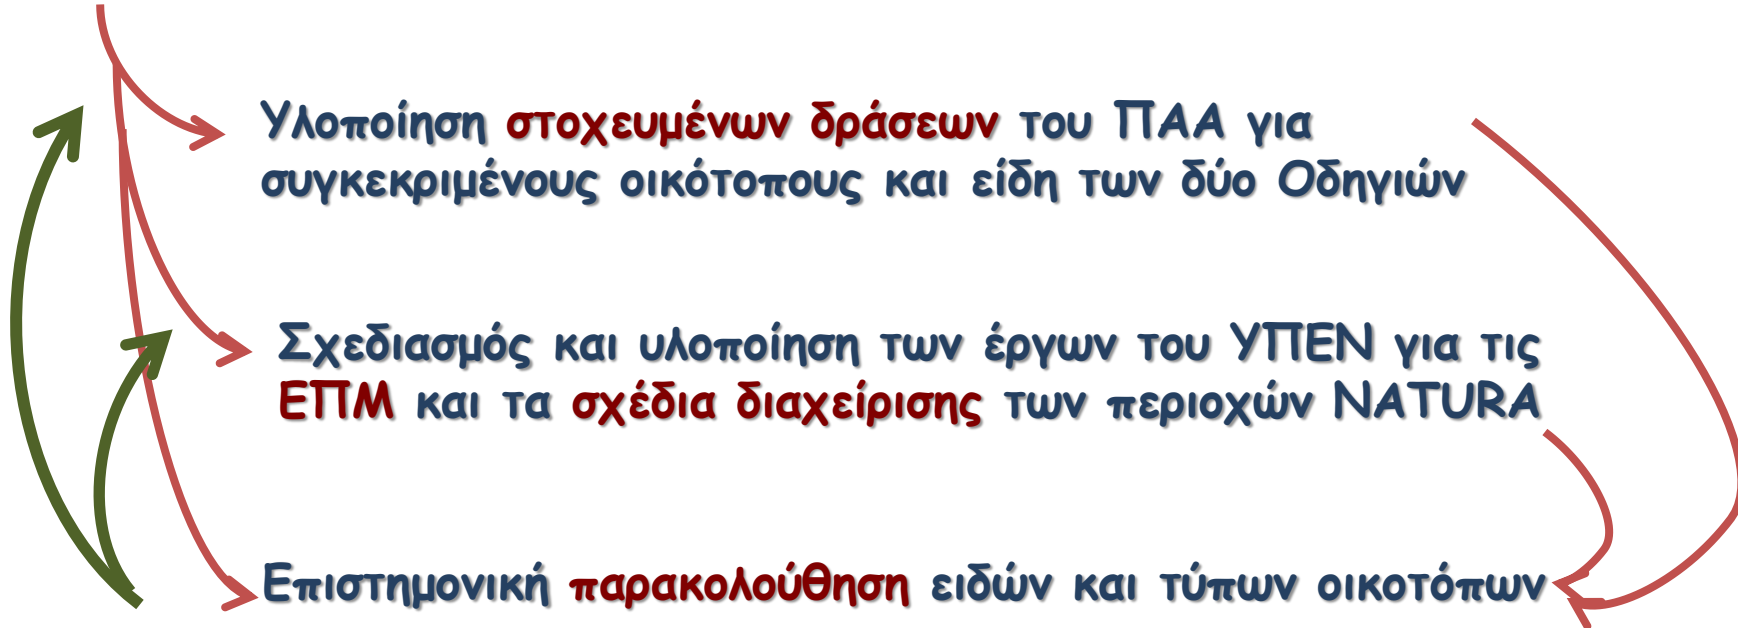 Υλοποίηση στοχευμένων δράσεων του ΠΑΑ για
συγκεκριμένους οικότοπους και είδη των δύο Οδηγιών
Σχεδιασμός και υλοποίηση των έργων του ΥΠΕΝ για τις
ΕΠΜ και τα σχέδια διαχείρισης των περιοχών NATURA
Επιστημονική παρακολούθηση ειδών και τύπων οικοτόπων